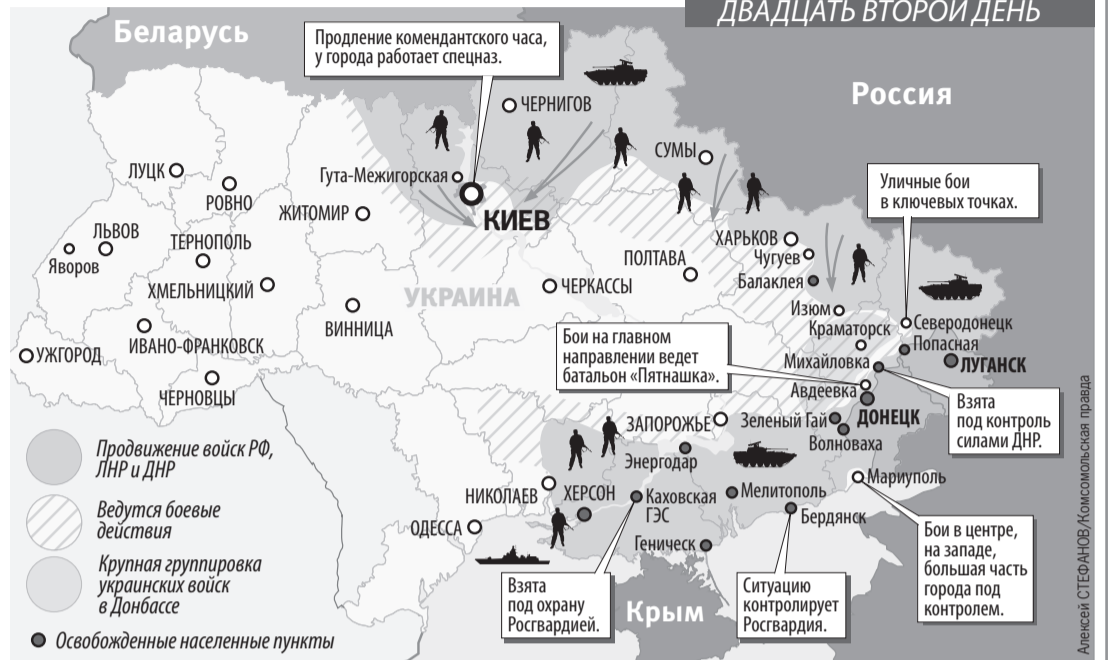 ДВАДЦАТЬ ВТОРОЙ ДЕНЬ
Беларусь
Продление комендантского часа,
у города работает спецназ.
ЧЕРНИГОВ
Россия
СУМЫ
ЛУЦК
РОВНО
Гута-Межигорская
КИЕВ
ЖИТОМИР
Уличные бои
в ключевых точках.
ЛЬВОВ
Яворов
ТЕРНОПОЛЬ
ХМЕЛЬНИЦКИЙ
ПОЛТАВА
ХАРЬКОВ
Чугуев
Балаклея
УКРАИНА
ЧЕРКАССЫ
ВИННИЦА
Изюм
Краматорск
Северодонецк
Попасная
ИВАНО-ФРАНКОВСК
УЖГОРОД
ЧЕРНОВЦЫ
Бои на главном
направлении ведет
батальон «Пятнашка».
Михайловка
ЛУГАНСК
Авдеевка
ДОНЕЦК
Взята
под контроль
силами ДНР.
ЗАПОРОЖЬЕ
Зеленый Гай
Волноваха
Энергодар
Мариуполь
НИКОЛАЕВ
ХЕРСОН
Каховская
ГЭС
Мелитополь
Бердянск
ОДЕССА
Геническ
Взята
под охрану
Росгвардией.
Крым
Ситуацию
контролирует
Росгвардия.
Бои в центре,
на западе,
большая часть
города под
контролем.
Продвижение войск РФ,
ЛНР и ДНР
Ведутся боевые
действия
Крупная группировка
украинских войск
в Донбассе
Освобожденные населенные пункты
Алексей СТЕФАНОВ/Комсомольская правда